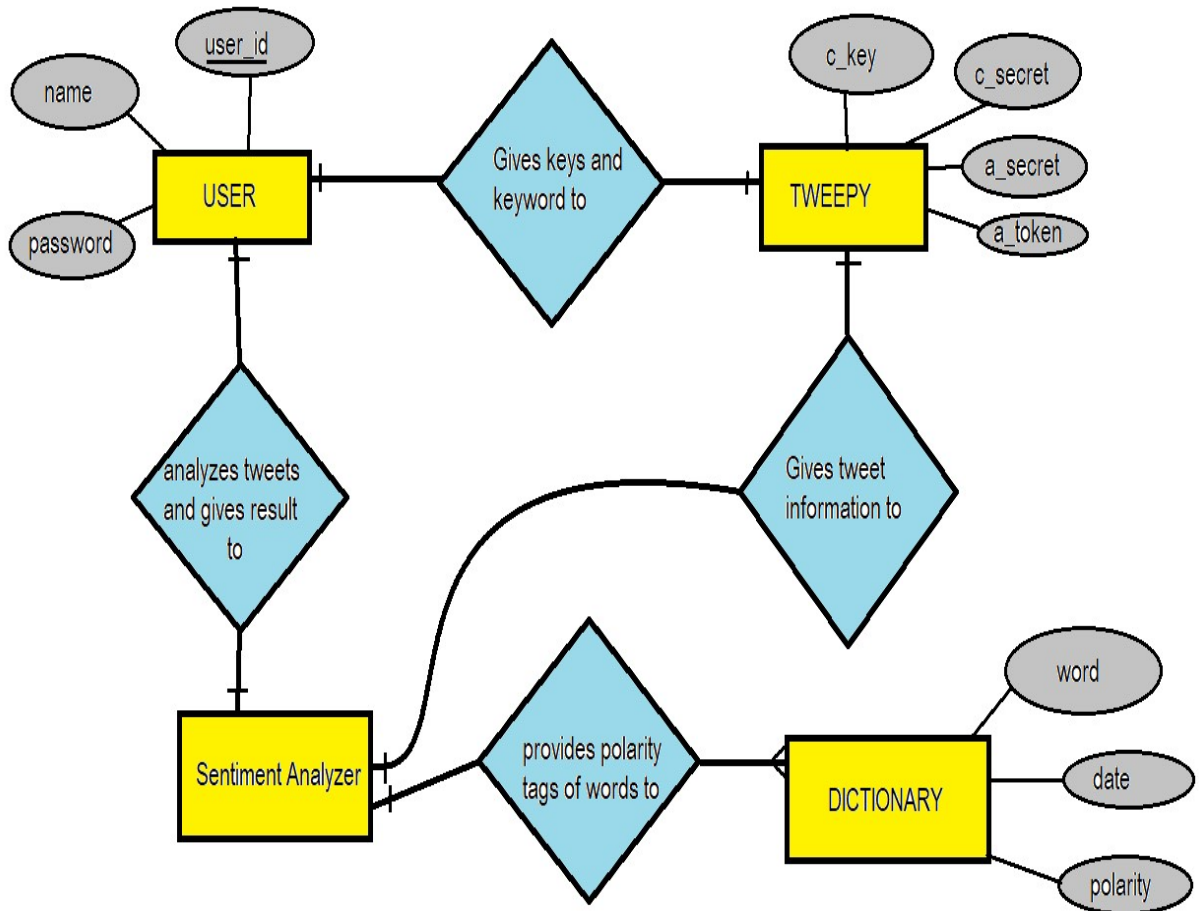 user_id
name
USER
password
Gives keys and
keyword to
c_key
c_secret
a_secret
a_token
TWEEPY
analyzes tweets
and gives result
to
Gives tweet
information to
Sentiment Analyzer
provides polarity
tags of words to
DICTIONARY
word
date
polarity